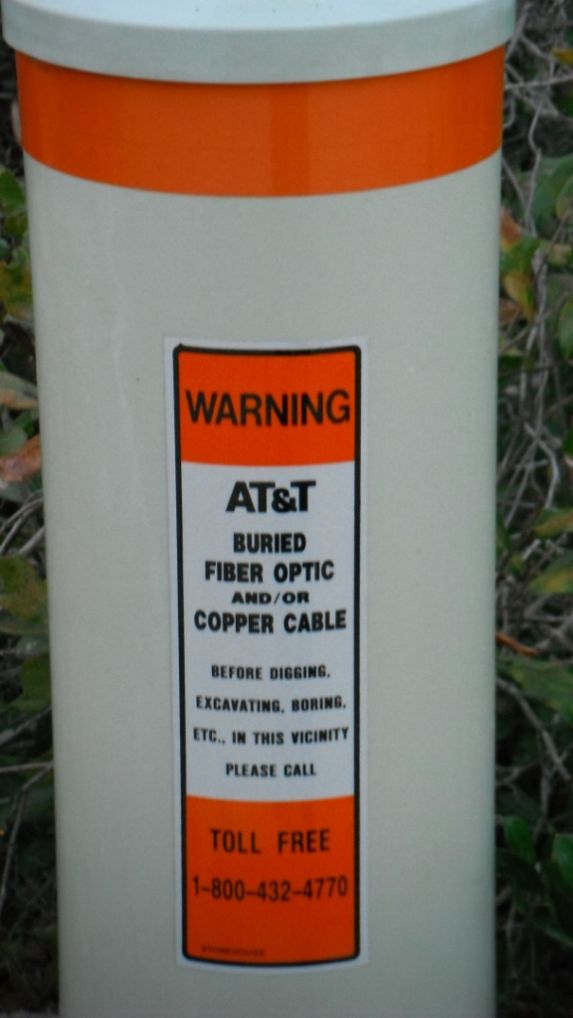 WARNING
AT&T
BURIED
FIBER OPTIC
AND/OR
COPPER CABLE
BEFORE DIGGING,
EXCAVATING, BORING,
ETC., IN THIS VICINITY
PLEASE CALL
TOLL FREE
1-800-432-4770